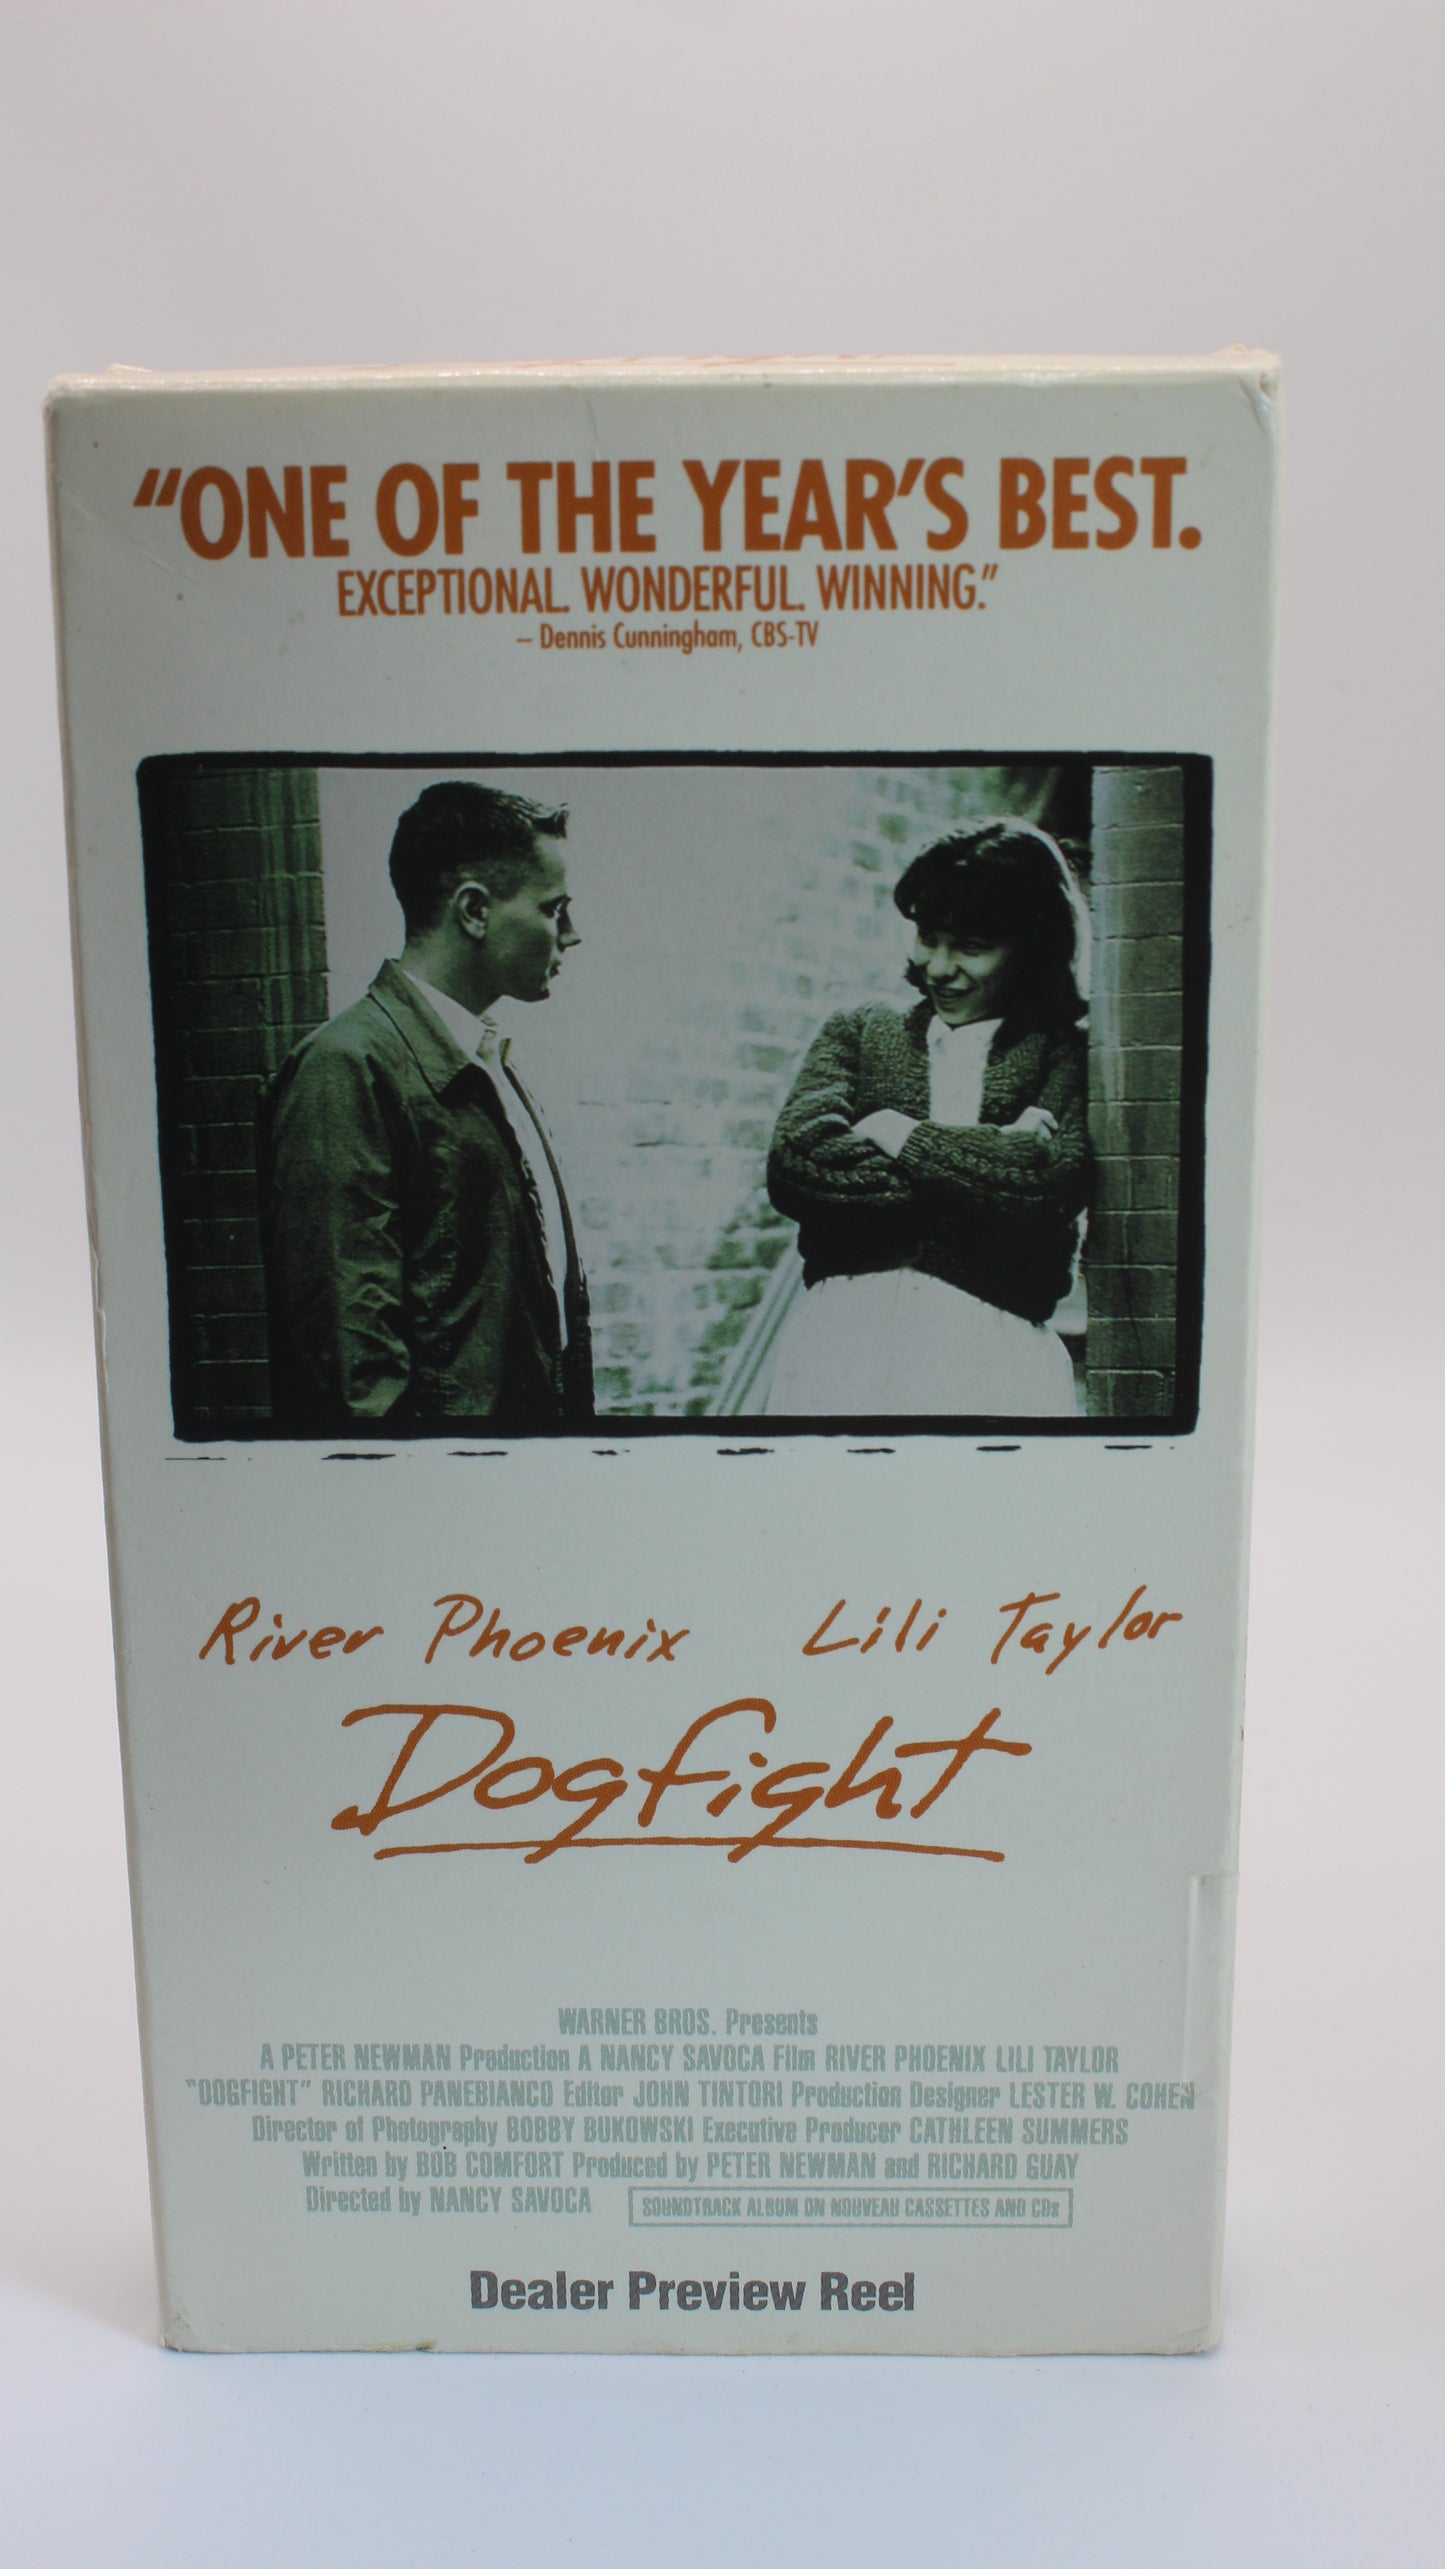 “ONE OF THE YEAR’S BEST.
EXCEPTIONAL. WONDERFUL. WINNING.”
– Dennis Cunningham, CBS-TV
River Phoenix Lili Taylor
Dogfight
WARNER BROS. Presents
A PETER NEWMAN Production A NANCY SAVOCA Film RIVER PHOENIX LILI TAYLOR
“DOGFIGHT” RICHARD PANEBIANCO Editor JOHN TINTORI Production Designer LESTER W. COHEN
Director of Photography BOBBY BUKOWSKI Executive Producer CATHLEEN SUMMERS
Written by BOB COMFORT Produced by PETER NEWMAN and RICHARD GUAY
Directed by NANCY SAVOCA SOUNDTRACK ALBUM ON NOUVEAU CASSETTES AND CDs
Dealer Preview Reel